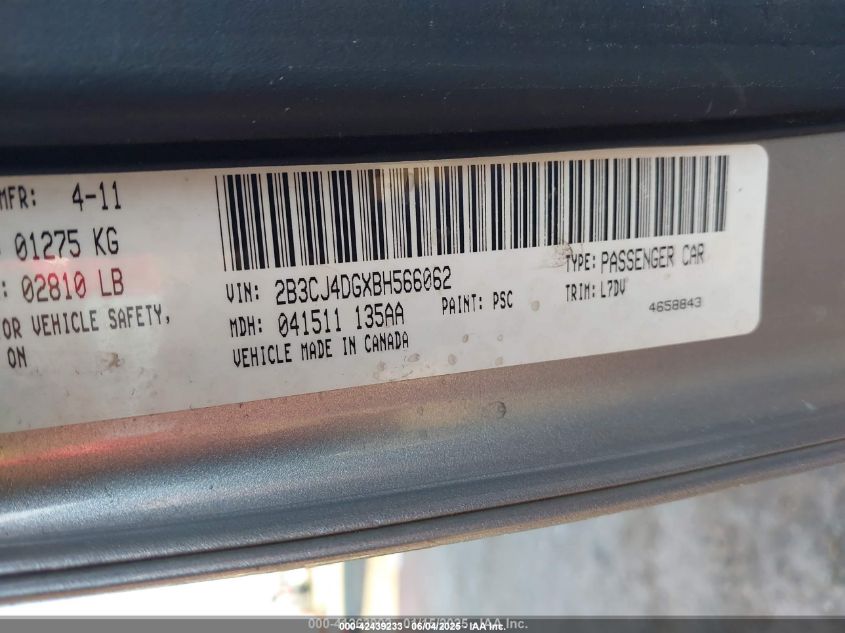 MFR: 4-11
01275 KG
: 02810 LB
OR VEHICLE SAFETY,
ON
VIN: 2B3CJ4DGXBH566062
TYPE: PASSENGER CAR
MDH: 041511 135AA
PAINT: PSC
TRIM: L7DV
4658843
VEHICLE MADE IN CANADA
000-42439233 - 06/04/2025 - IAA Inc.